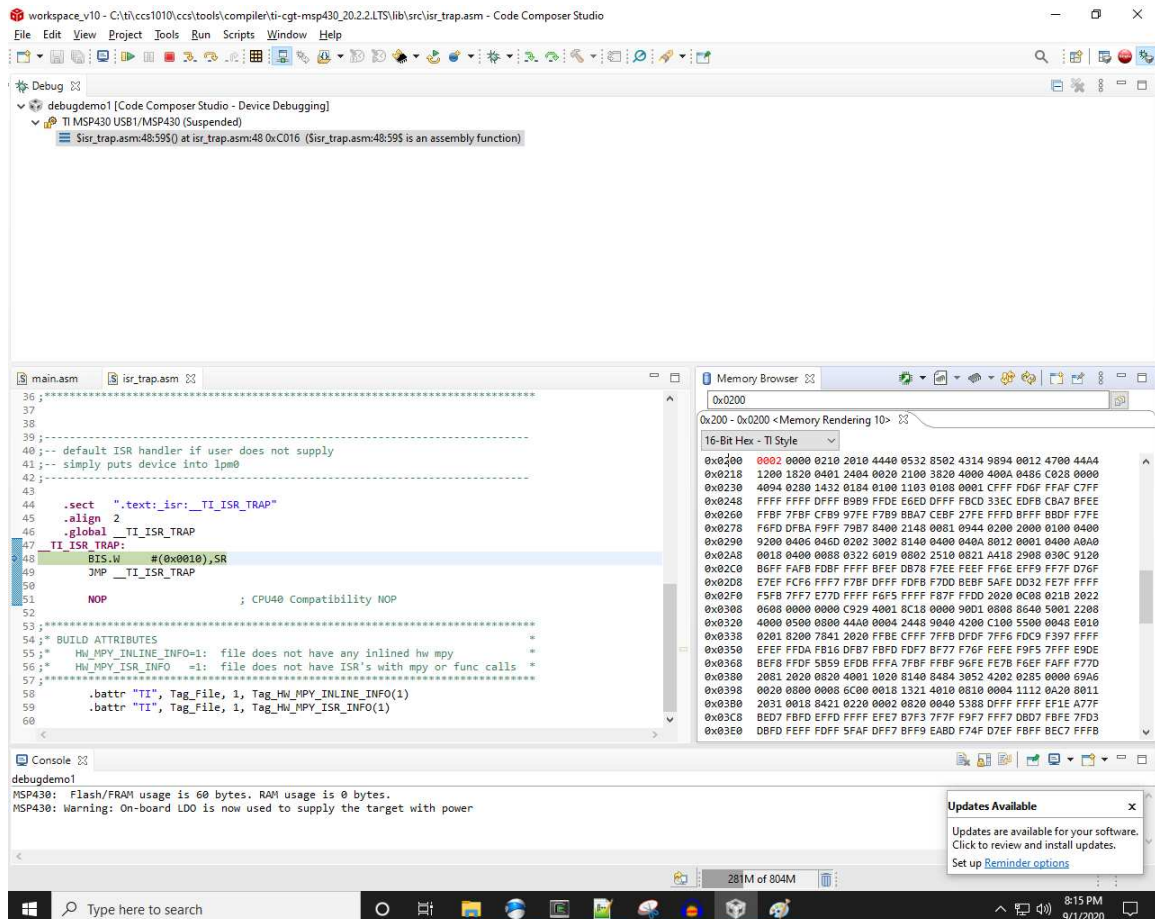 workspace_v10 - C:\ti\ccs1010\ccs\tools\compiler\ti-cgt-msp430_20.2.2.LTS\lib\src\isr_trap.asm - Code Composer Studio
File Edit View Project Tools Run Scripts Window Help
Debug
debugdemo1 [Code Composer Studio - Device Debugging]
TI MSP430 USB1/MSP430 (Suspended)
$isr_trap.asm:48:59$() at isr_trap.asm:48 0xC016 ($isr_trap.asm:48:59$ is an assembly function)
main.asm isr_trap.asm
36 ;******************************************************************************
37
38
39 ;------------------------------------------------------------------------------
40 ;-- default ISR handler if user does not supply
41 ;-- simply puts device into lpm0
42 ;------------------------------------------------------------------------------
43
44 .sect ".text:_isr:__TI_ISR_TRAP"
45 .align 2
46 .global __TI_ISR_TRAP
47 __TI_ISR_TRAP:
48 BIS.W #(0x0010),SR
49 JMP __TI_ISR_TRAP
50
51 NOP ; CPU40 Compatibility NOP
52
53 ;******************************************************************************
54 ;* BUILD ATTRIBUTES *
55 ;* HW_MPY_INLINE_INFO=1: file does not have any inlined hw mpy *
56 ;* HW_MPY_ISR_INFO =1: file does not have ISR's with mpy or func calls *
57 ;******************************************************************************
58 .battr "TI", Tag_File, 1, Tag_HW_MPY_INLINE_INFO(1)
59 .battr "TI", Tag_File, 1, Tag_HW_MPY_ISR_INFO(1)
60
Memory Browser
0x0200
0x200 - 0x0200 <Memory Rendering 10>
16-Bit Hex - TI Style
0x0200 0002 0000 0210 2010 4440 0532 8502 4314 9894 0012 4700 44A4
0x0218 1200 1820 0401 2404 0020 2100 3820 4000 400A 0486 C028 0000
0x0230 4094 0280 1432 0184 0100 1103 0108 0001 CFFF FD6F FFAF C7FF
0x0248 FFFF FFFF DFFF B9B9 FFDE E6ED DFFF FBCD 33EC EDFB CBA7 BFEE
0x0260 FFBF 7FBF CFB9 97FE F7B9 BBA7 CEBF 27FE FFFD BFFF BBDF F7FE
0x0278 F6FD DFBA F9FF 79B7 8400 2148 0081 0944 0200 2000 0100 0400
0x0290 9200 0406 046D 0202 3002 8140 0400 040A 8012 0001 0400 A0A0
0x02A8 0018 0400 0088 0322 6019 0802 2510 0821 A418 2908 030C 9120
0x02C0 B6FF FAFB FDBF FFFF BFEF DB78 F7EE FEEF FF6E EFF9 FF7F D76F
0x02D8 E7EF FCF6 FFF7 F7BF DFFF FDFB F7DD BEBF 5AFE DD32 FE7F FFFF
0x02F0 F5FB 7FF7 E77D FFFF F6F5 FFFF F87F FFDD 2020 0C08 021B 2022
0x0308 0608 0000 0000 C929 4001 8C18 0000 90D1 0808 8640 5001 2208
0x0320 4000 0500 0800 44A0 0004 2448 9040 4200 C100 5500 0048 E010
0x0338 0201 8200 7841 2020 FFBE CFFF 7FFB DFDF 7FF6 FDC9 F397 FFFF
0x0350 EFEF FFDA FB16 DFB7 FBFD FDF7 BF77 F76F FEFE F9F5 7FFF E9DE
0x0368 BEF8 FFDF 5B59 EFDB FFFA 7FBF FFBF 96FE FE7B F6EF FAFF F77D
0x0380 2081 2020 0820 4001 1020 8140 8484 3052 4202 0285 0000 69A6
0x0398 0020 0800 0008 6C00 0018 1321 4010 0810 0004 1112 0A20 8011
0x03B0 2031 0018 8421 0220 0002 0820 0040 5388 DFFF FFFF EF1E A77F
0x03C8 BED7 FBFD EFFD FFFF EFE7 B7F3 7F7F F9F7 FFF7 DBD7 FBFE 7FD3
0x03E0 DBFD FEFF FDFF 5FAF DFF7 BFF9 EABD F74F D7EF FBFF BEC7 FFFB
Console
debugdemo1
MSP430: Flash/FRAM usage is 60 bytes. RAM usage is 0 bytes.
MSP430: Warning: On-board LDO is now used to supply the target with power
Updates Available x
Updates are available for your software.
Click to review and install updates.
Set up Reminder options
281M of 804M
Type here to search
8:15 PM
9/1/2020